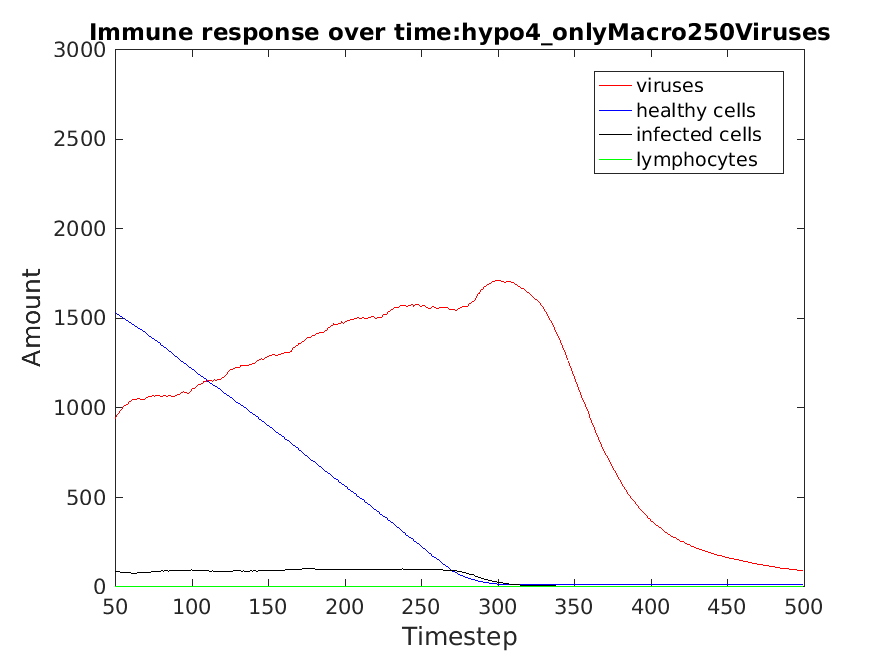 Immune response over time:hypo4_onlyMacro250Viruses
3000
2500
2000
1500
1000
500
0
Amount
viruses
healthy cells
infected cells
lymphocytes
50 100 150 200 250 300 350 400 450 500
Timestep